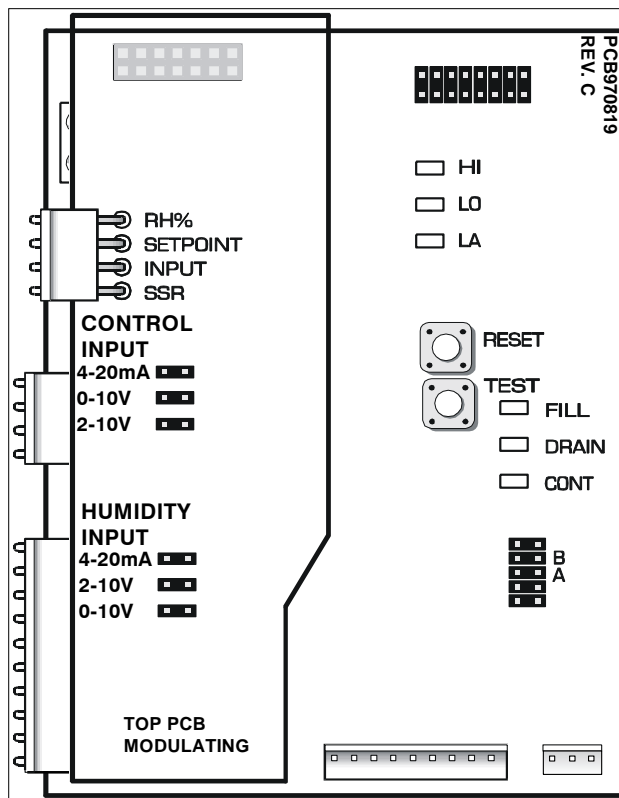 PCB970819
REV. C
HI
LO
LA
RH%
SETPOINT
INPUT
SSR
CONTROL
INPUT
4-20mA
0-10V
2-10V
RESET
TEST
FILL
DRAIN
CONT
HUMIDITY
INPUT
4-20mA
2-10V
0-10V
B
A
TOP PCB
MODULATING